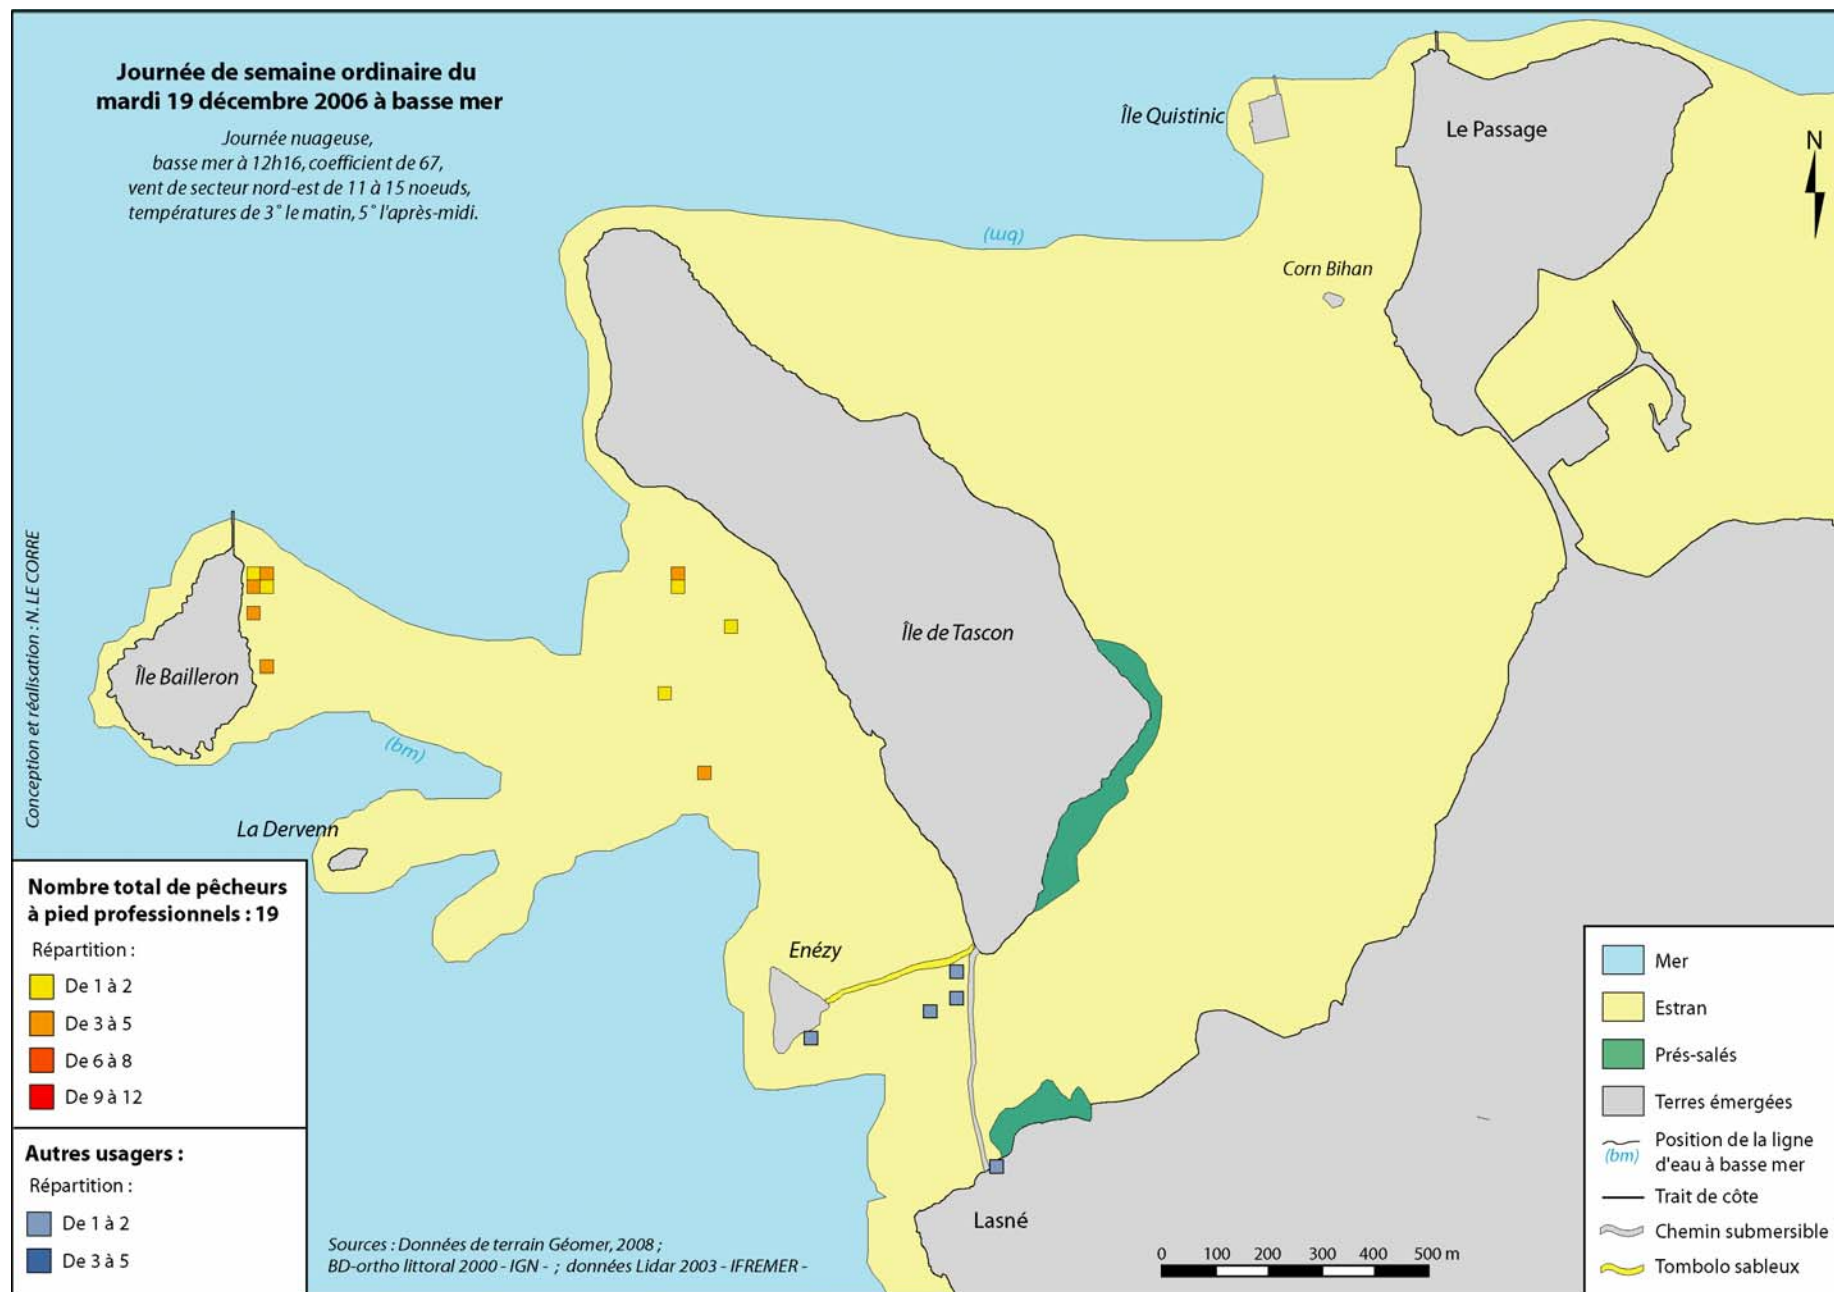 Journée de semaine ordinaire du
mardi 19 décembre 2006 à basse mer
Journée nuageuse,
basse mer à 12h16, coefficient de 67,
vent de secteur nord-est de 11 à 15 noeuds,
températures de 3° le matin, 5° l'après-midi.
Île Quistinic
Le Passage
N
(bm)
Corn Bihan
Île de Tascon
Île Bailleron
(bm)
La Dervenn
Enézy
Lasné
Conception et réalisation : N. LE CORRE
Nombre total de pêcheurs
à pied professionnels : 19
Répartition :
De 1 à 2
De 3 à 5
De 6 à 8
De 9 à 12
Autres usagers :
Répartition :
De 1 à 2
De 3 à 5
Sources : Données de terrain Géomer, 2008 ;
BD-ortho littoral 2000 - IGN - ; données Lidar 2003 - IFREMER -
0 100 200 300 400 500 m
Mer
Estran
Prés-salés
Terres émergées
Position de la ligne
(bm) d'eau à basse mer
Trait de côte
Chemin submersible
Tombolo sableux